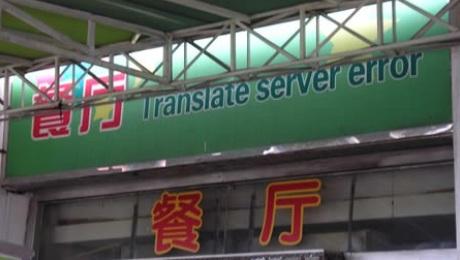 餐厅 Translate server error
餐厅